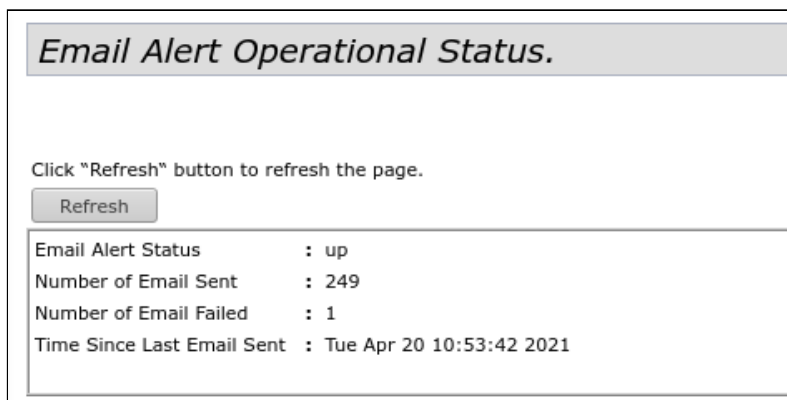 Email Alert Operational Status.
Click "Refresh" button to refresh the page.
Refresh
Email Alert Status : up
Number of Email Sent : 249
Number of Email Failed : 1
Time Since Last Email Sent : Tue Apr 20 10:53:42 2021